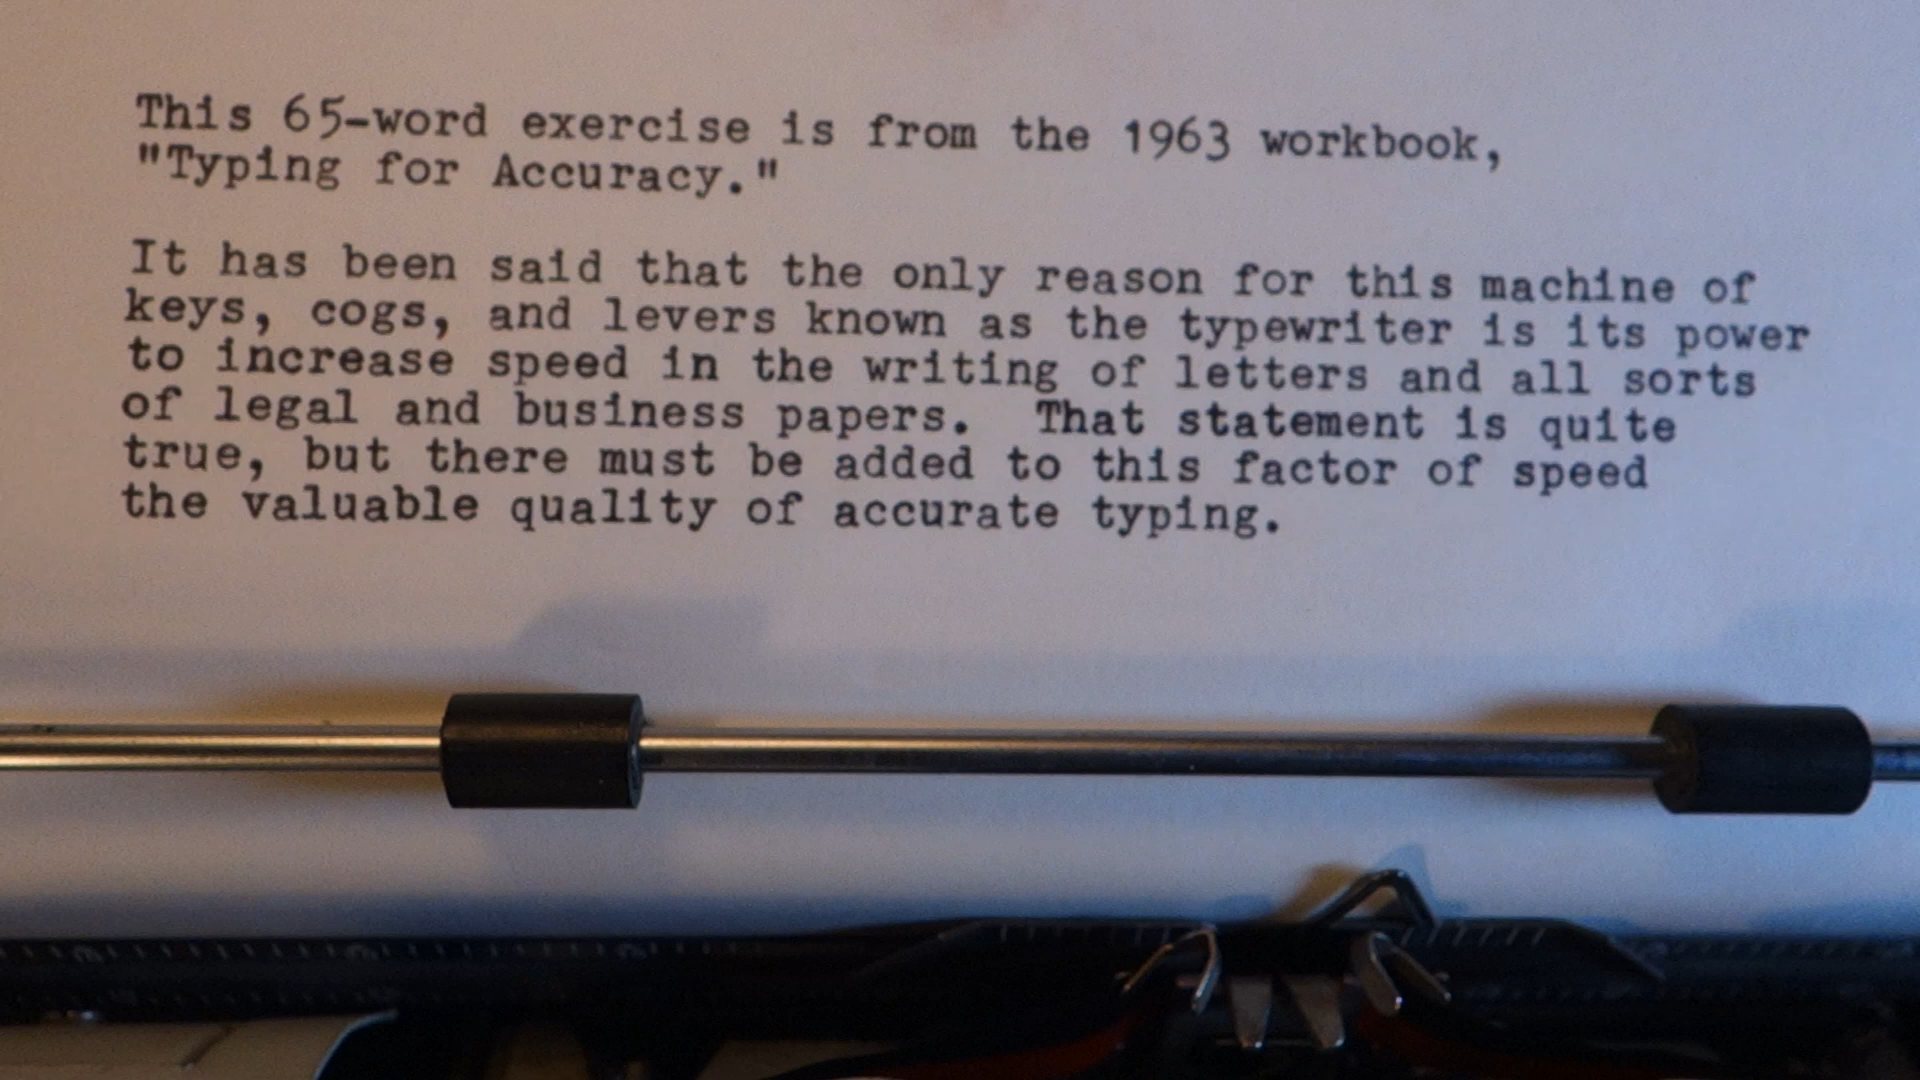 This 65-word exercise is from the 1963 workbook,
"Typing for Accuracy."
It has been said that the only reason for this machine of
keys, cogs, and levers known as the typewriter is its power
to increase speed in the writing of letters and all sorts
of legal and business papers.  That statement is quite
true, but there must be added to this factor of speed
the valuable quality of accurate typing.